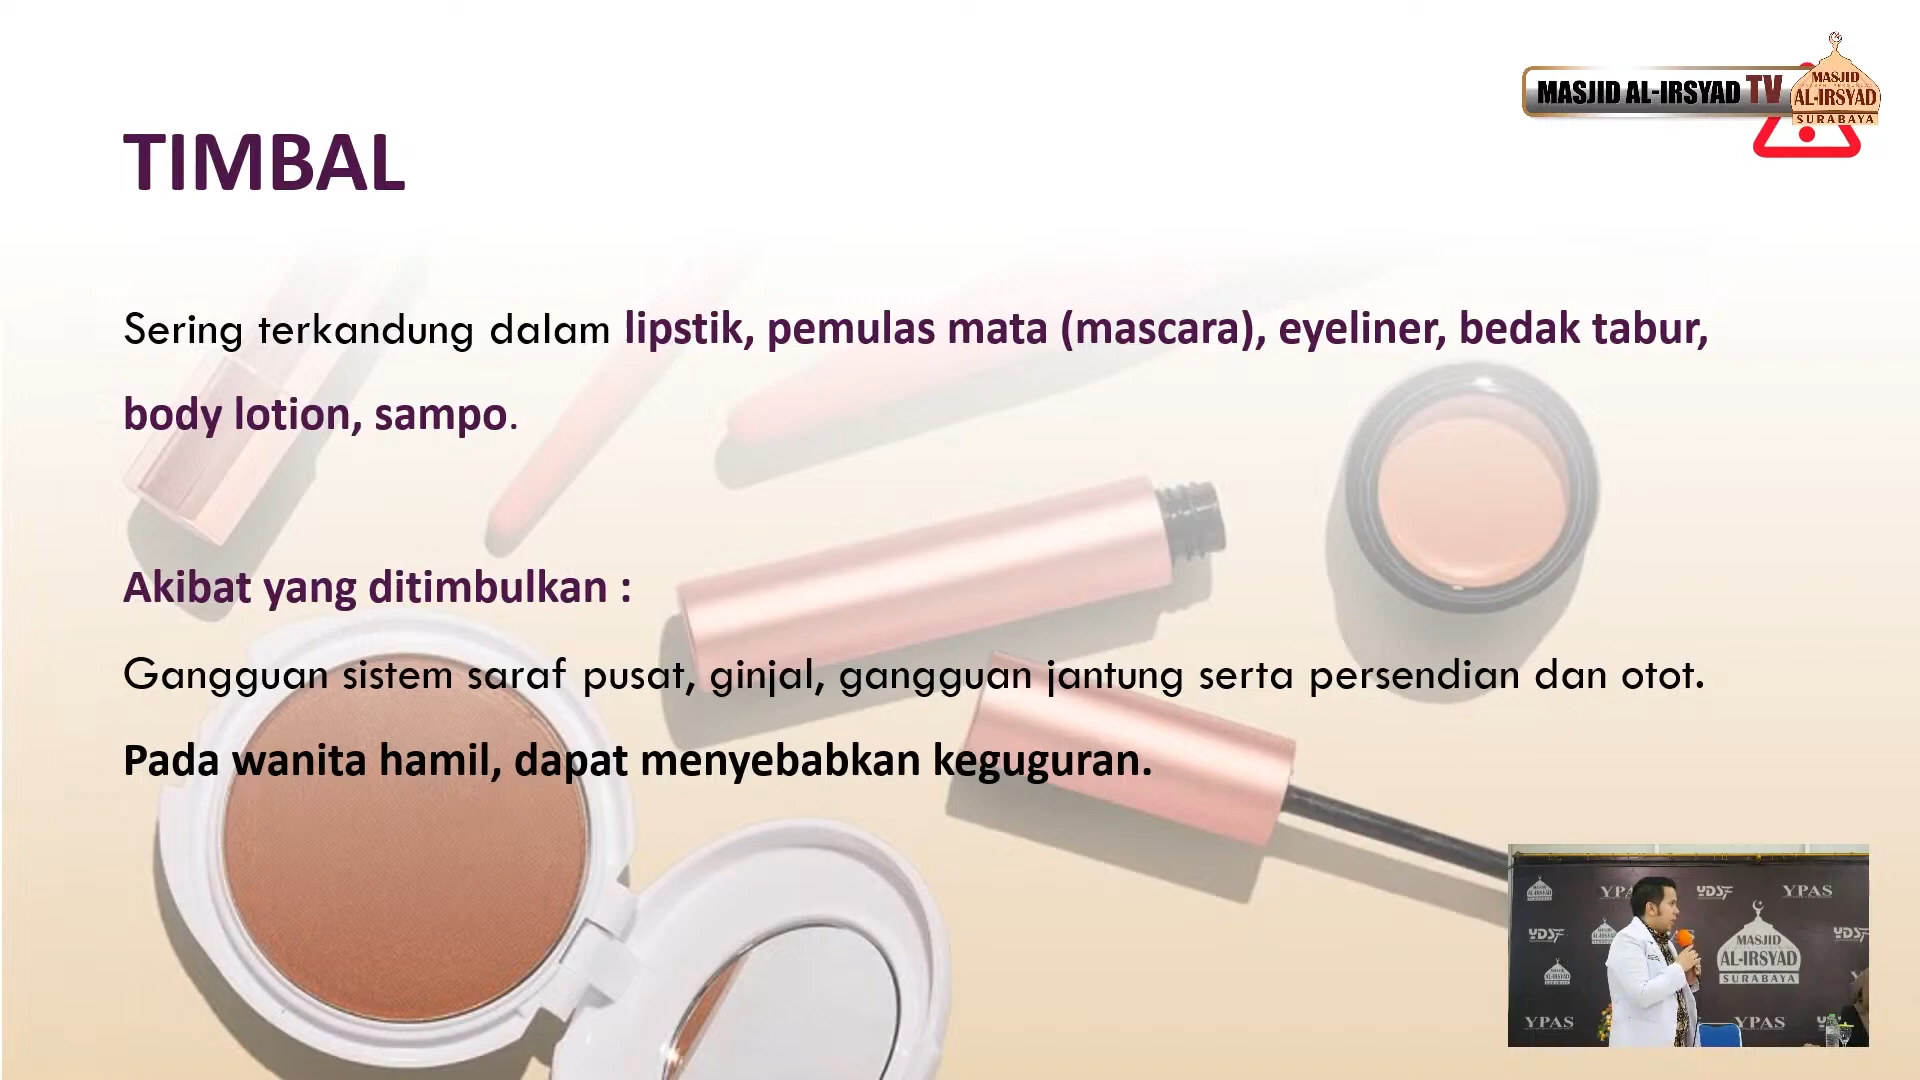 MASJID AL-IRSYAD TV
MASJID
AL-IRSYAD
SURABAYA
TIMBAL
Sering terkandung dalam lipstik, pemulas mata (mascara), eyeliner, bedak tabur,
body lotion, sampo.
Akibat yang ditimbulkan :
Gangguan sistem saraf pusat, ginjal, gangguan jantung serta persendian dan otot.
Pada wanita hamil, dapat menyebabkan keguguran.
YDSF
YPAS
YDSF
MASJID
AL-IRSYAD
SURABAYA
YPAS
YPAS